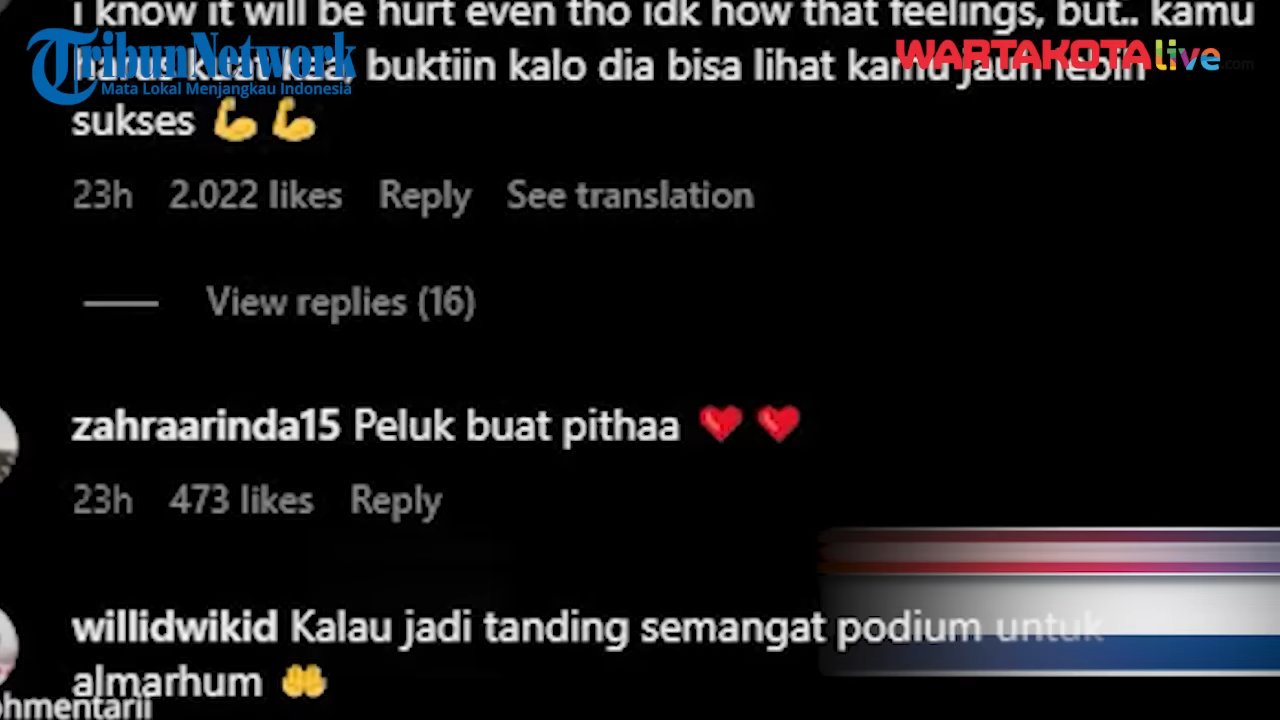 i know it will be hurt even tho idk how that feelings, but.. kamu
TribunNetwork
Mata Lokal Menjangkau Indonesia
WARTAKOTAlive.com
buktiin kalo dia bisa lihat kamu jauh lebih
sukses 💪💪
23h 2.022 likes Reply See translation
View replies (16)
zahraarinda15 Peluk buat pithaa ❤️❤️
23h 473 likes Reply
willidwikid Kalau jadi tanding semangat podium untuk
almarhum 🤲
ohmentarii